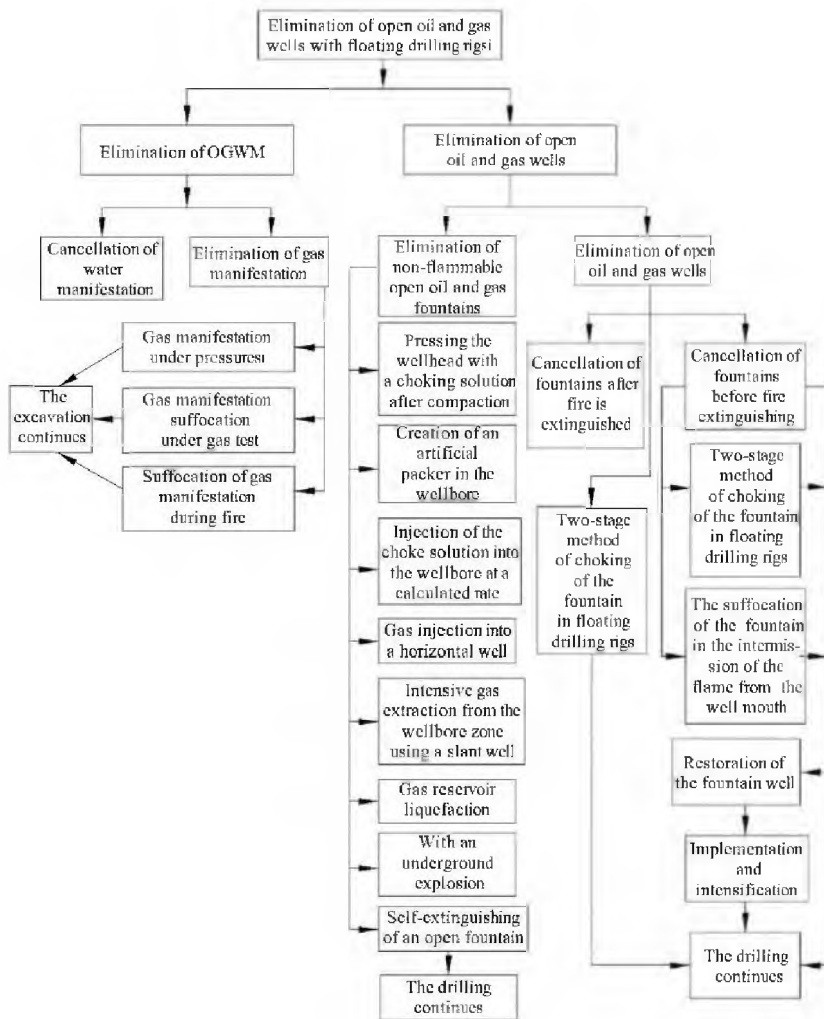 Elimination of open oil and gas
wells with floating drilling rigsi
Elimination of OGWM
Elimination of open
oil and gas wells
Cancellation of
water
manifestation
Elimination of gas
manifestation
Elimination of
non-flammable
open oil and gas
fountains
Elimination of open
oil and gas wells
Gas manifestation
under pressuresi
Gas manifestation
suffocation
under gas test
Suffocation of gas
manifestation
during fire
The
excavation
continues
Pressing the
wellhead with
a choking solution
after compaction
Creation of an
artificial
packer in the
wellbore
Injection of the
choke solution into
the wellbore at a
calculated rate
Gas injection into
a horizontal well
Intensive gas
extraction from the
wellbore zone
using a slant well
Gas reservoir
liquefaction
With an
underground
explosion
Self-extinguishing
of an open fountain
The drilling
continues
Cancellation of
fountains after
fire is
extinguished
Cancellation of
fountains
before fire
extinguishing
Two-stage
method
of choking
of the
fountain
in floating
drilling rigs
Two-stage
method
of choking
of the fountain
in floating
drilling rigs
The suffocation
of the fountain
in the intermis-
sion of the
flame from the
well mouth
Restoration of
the fountain well
Implementation
and
intensification
The drilling
continues